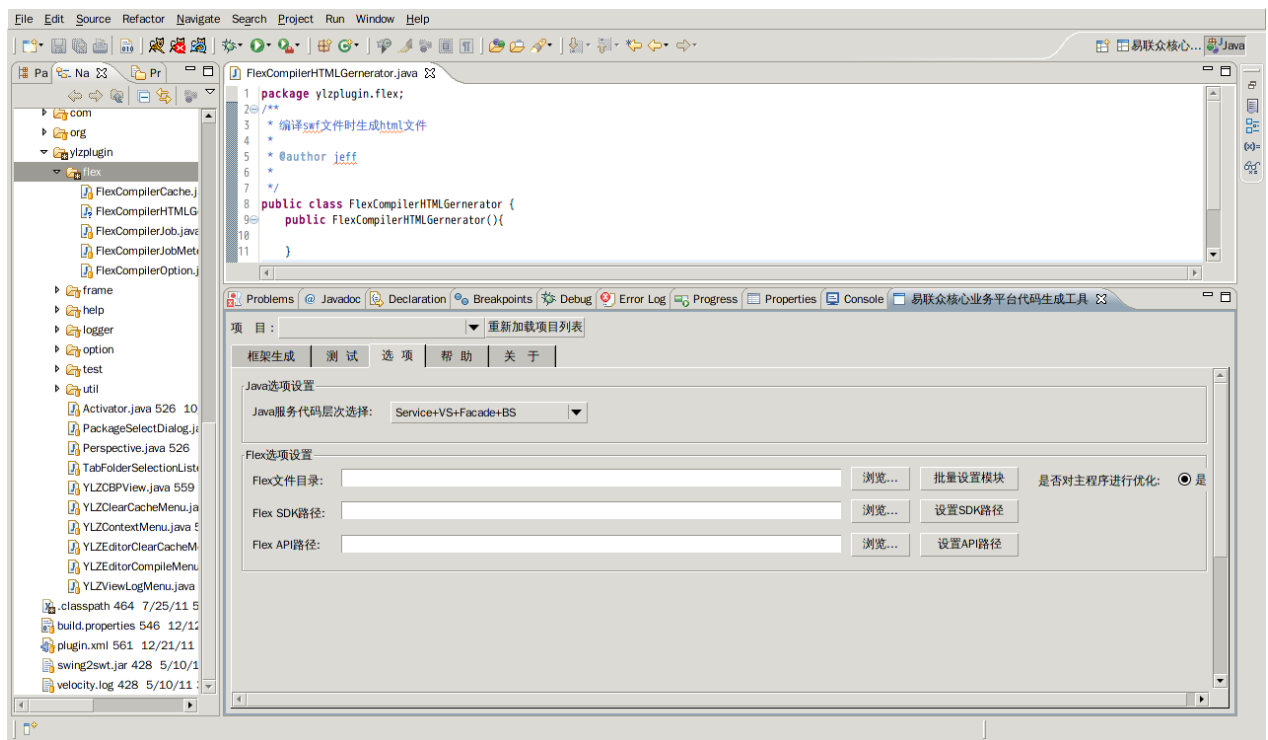 File Edit Source Refactor Navigate Search Project Run Window Help
易联众核心... Java
Pa Na Pr
com
org
ylzplugin
flex
FlexCompilerCache.j
FlexCompilerHTMLG
FlexCompilerJob.java
FlexCompilerJobMet
FlexCompilerOption.j
frame
help
logger
option
test
util
Activator.java 526 10
PackageSelectDialog.ja
Perspective.java 526
TabFolderSelectionListe
YLZCBPView.java 559
YLZClearCacheMenu.ja
YLZContextMenu.java 5
YLZEditorClearCacheM
YLZEditorCompileMenu
YLZViewLogMenu.java
.classpath 464 7/25/11 5
build.properties 546 12/12
plugin.xml 561 12/21/11
swing2swt.jar 428 5/10/1
velocity.log 428 5/10/11
FlexCompilerHTMLGernerator.java
1 package ylzplugin.flex;
2 /**
3 * 编译swf文件时生成html文件
4 *
5 * @author jeff
6 *
7 */
8 public class FlexCompilerHTMLGernerator {
9 public FlexCompilerHTMLGernerator(){
10
11 }
Problems @ Javadoc Declaration Breakpoints Debug Error Log Progress Properties Console 易联众核心业务平台代码生成工具
项 目: 重新加载项目列表
框架生成 测 试 选 项 帮 助 关 于
Java选项设置
Java服务代码层次选择: Service+VS+Facade+BS
Flex选项设置
Flex文件目录: 浏览... 批量设置模块 是否对主程序进行优化: 是
Flex SDK路径: 浏览... 设置SDK路径
Flex API路径: 浏览... 设置API路径